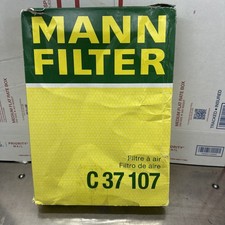 MANN
FILTER
Filtre à air
Filtro de aire
C 37 107